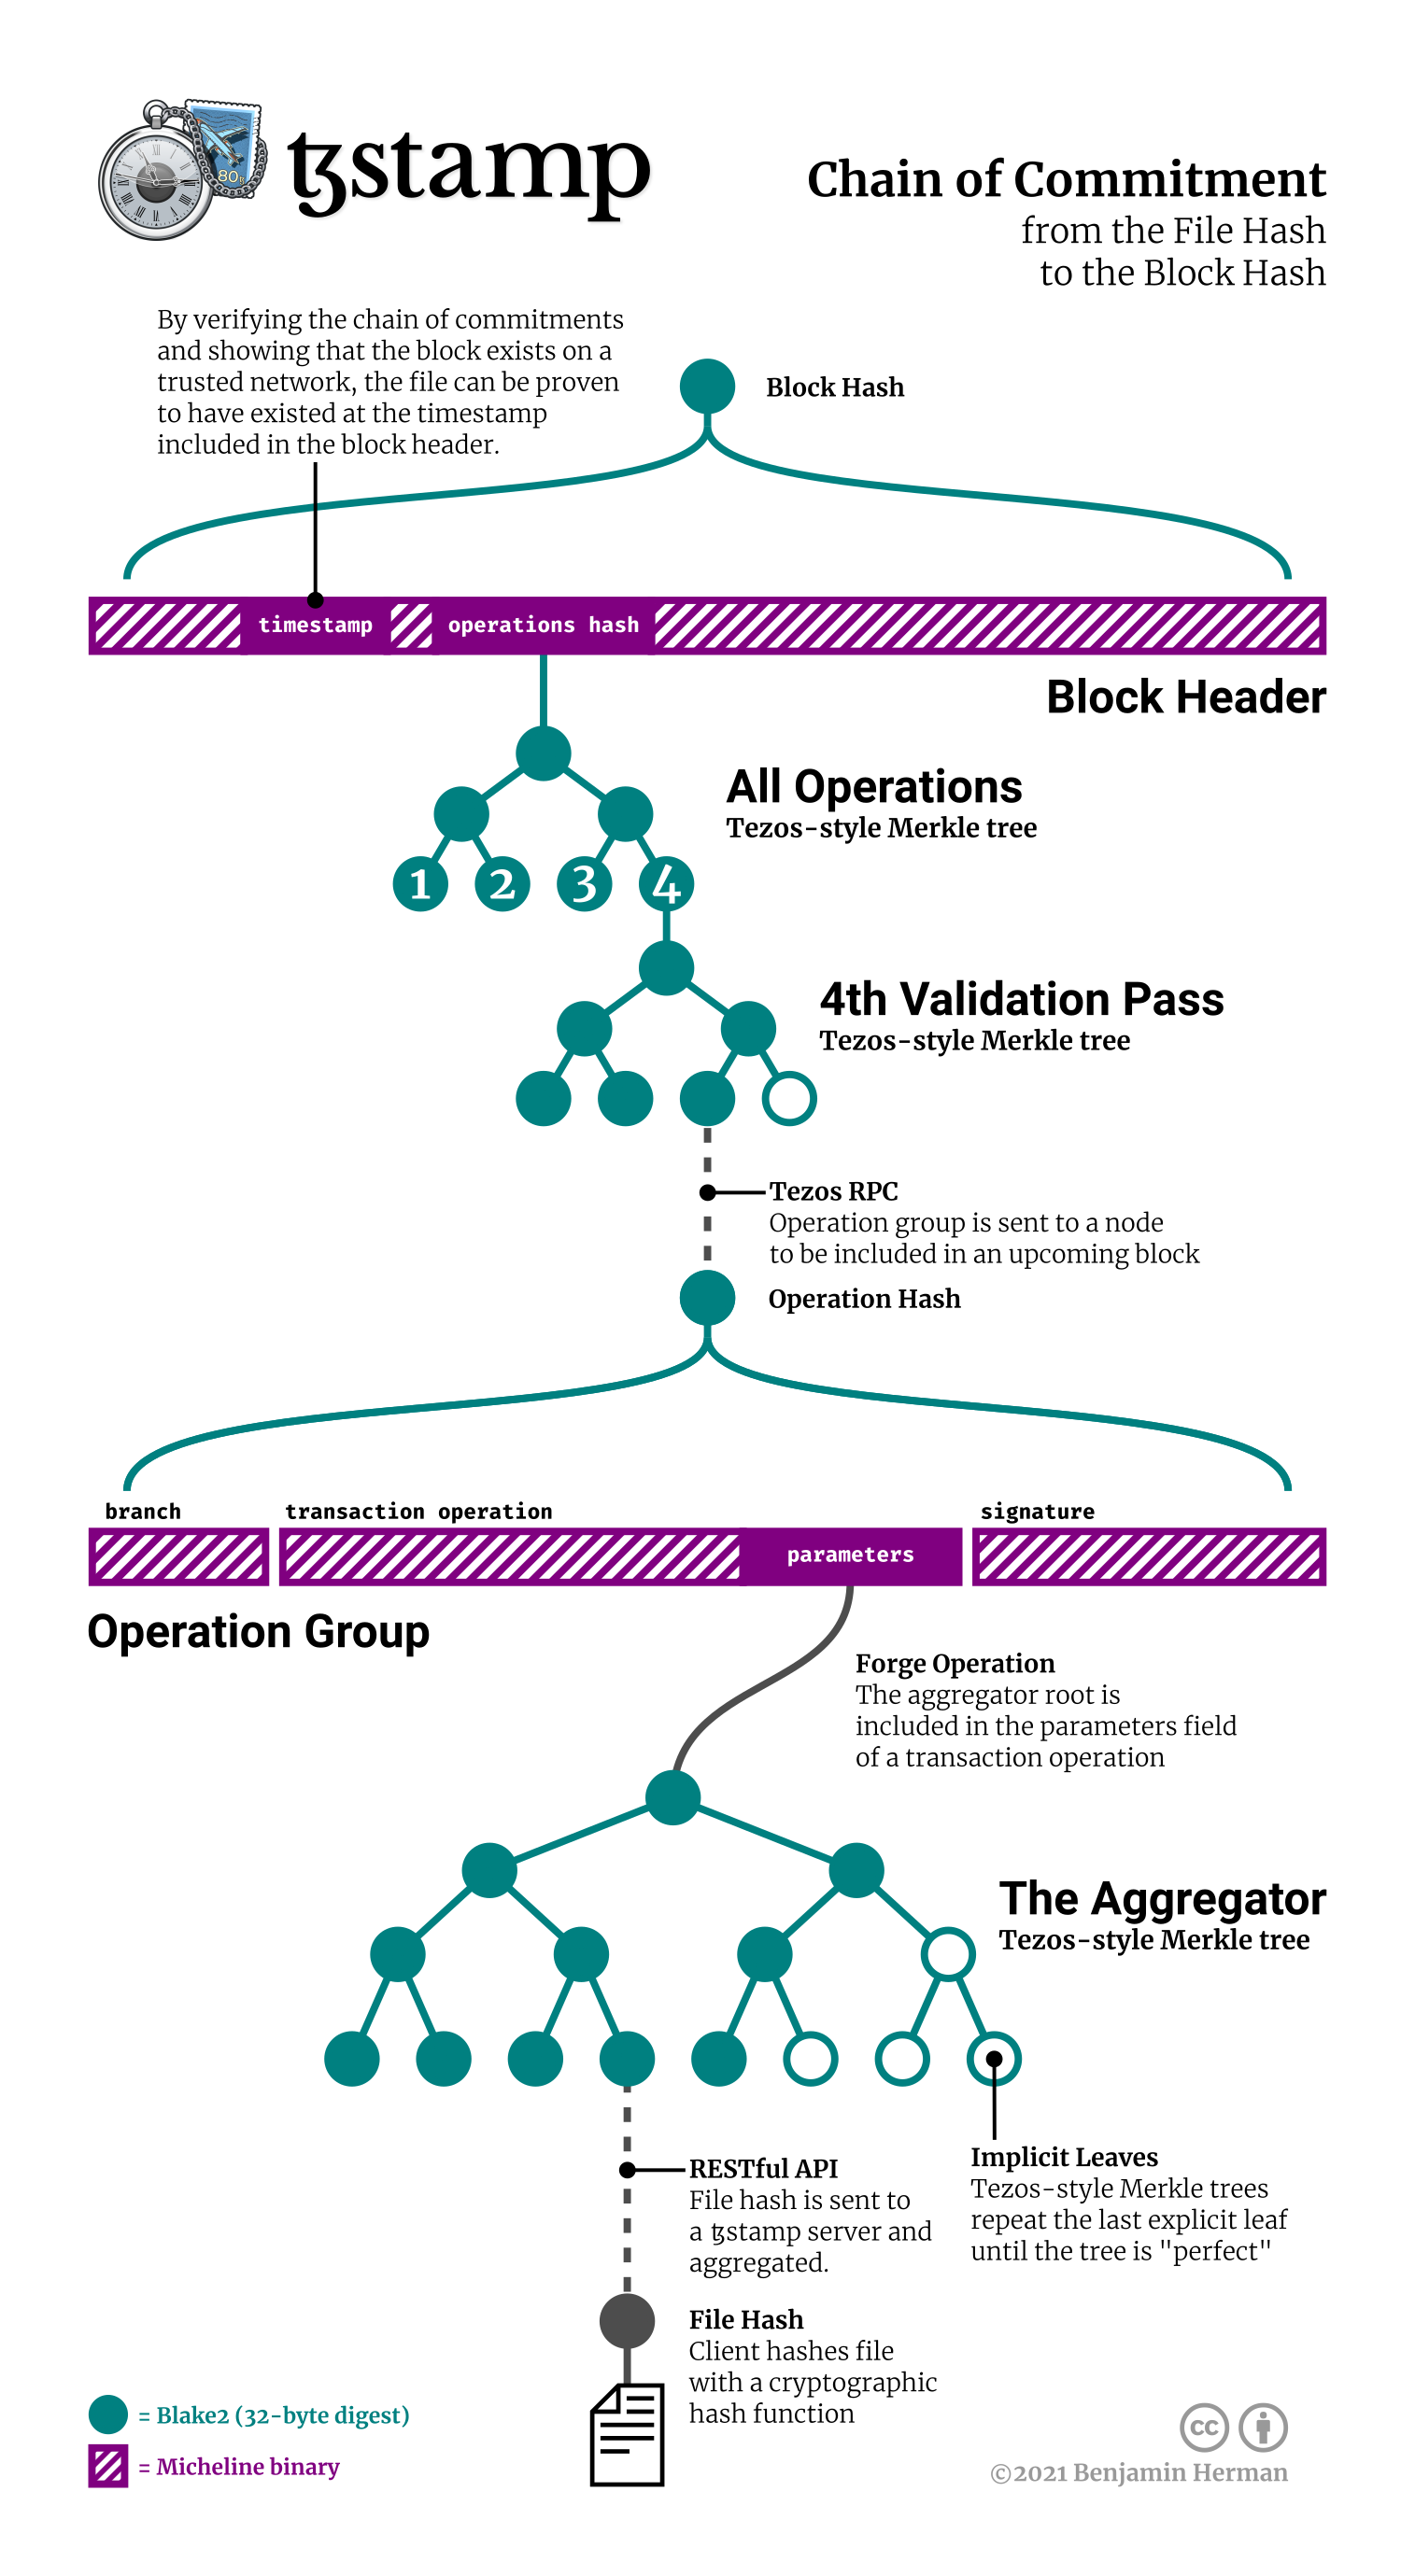 ꜩstamp
80
Chain of Commitment
from the File Hash
to the Block Hash
By verifying the chain of commitments
and showing that the block exists on a
trusted network, the file can be proven
to have existed at the timestamp
included in the block header.
Block Hash
timestamp
operations hash
Block Header
All Operations
Tezos-style Merkle tree
1 2 3 4
4th Validation Pass
Tezos-style Merkle tree
Tezos RPC
Operation group is sent to a node
to be included in an upcoming block
Operation Hash
branch
transaction operation
signature
parameters
Operation Group
Forge Operation
The aggregator root is
included in the parameters field
of a transaction operation
The Aggregator
Tezos-style Merkle tree
RESTful API
File hash is sent to
a ꜩstamp server and
aggregated.
Implicit Leaves
Tezos-style Merkle trees
repeat the last explicit leaf
until the tree is "perfect"
File Hash
Client hashes file
with a cryptographic
hash function
= Blake2 (32-byte digest)
= Micheline binary
cc
©2021 Benjamin Herman